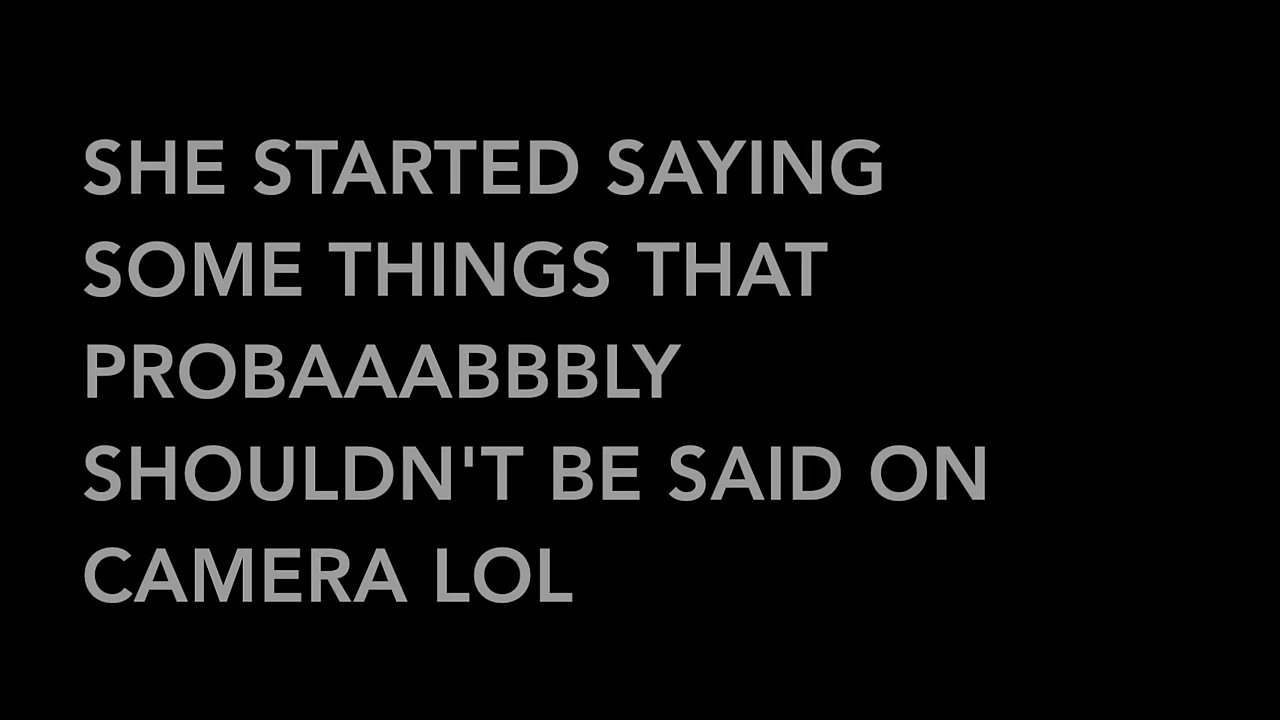 SHE STARTED SAYING
SOME THINGS THAT
PROBAAABBBLY
SHOULDN'T BE SAID ON
CAMERA LOL